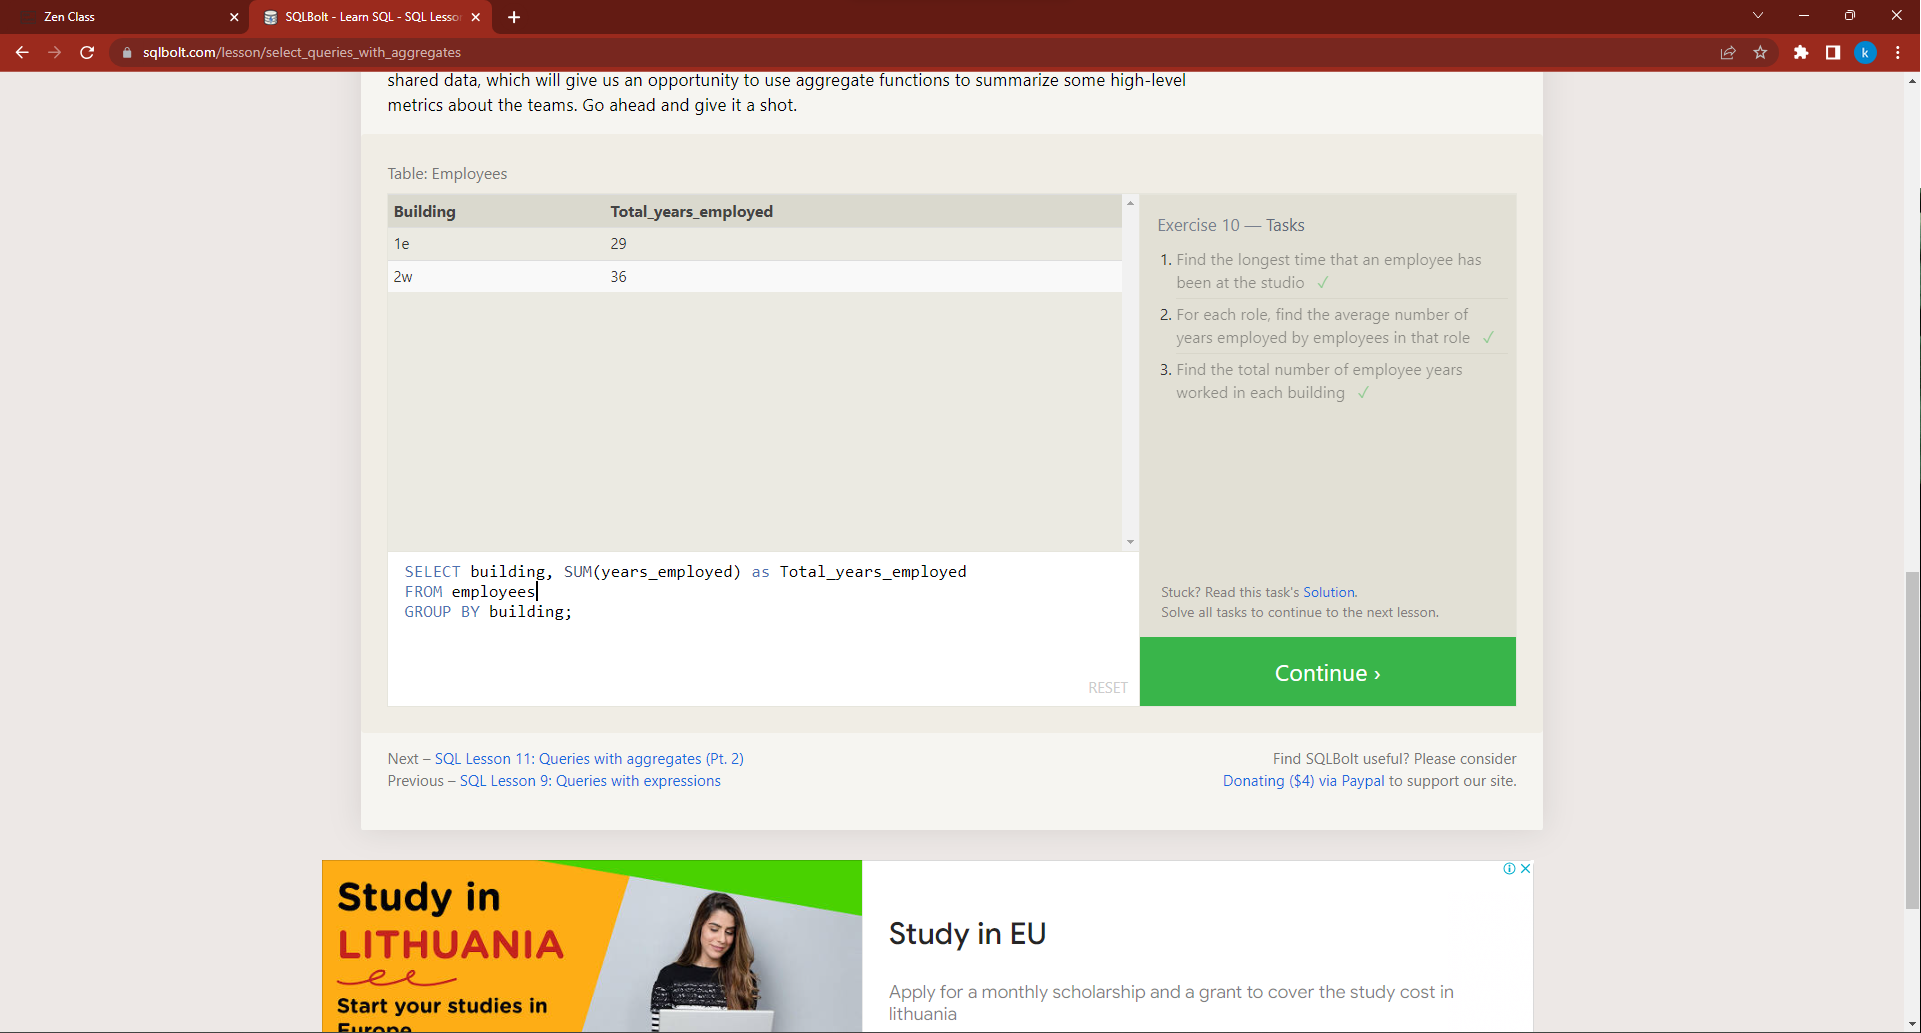 Zen Class
SQLBolt - Learn SQL - SQL Lesso
sqlbolt.com/lesson/select_queries_with_aggregates
k
shared data, which will give us an opportunity to use aggregate functions to summarize some high-level
metrics about the teams. Go ahead and give it a shot.
Table: Employees
Building Total_years_employed
1e 29
2w 36
SELECT building, SUM(years_employed) as Total_years_employed
FROM employees
GROUP BY building;
RESET
Exercise 10 — Tasks
1. Find the longest time that an employee has
been at the studio ✓
2. For each role, find the average number of
years employed by employees in that role ✓
3. Find the total number of employee years
worked in each building ✓
Stuck? Read this task's Solution.
Solve all tasks to continue to the next lesson.
Continue ›
Next – SQL Lesson 11: Queries with aggregates (Pt. 2)
Previous – SQL Lesson 9: Queries with expressions
Find SQLBolt useful? Please consider
Donating ($4) via Paypal to support our site.
Study in
LITHUANIA
Start your studies in
Europe
Study in EU
Apply for a monthly scholarship and a grant to cover the study cost in
lithuania